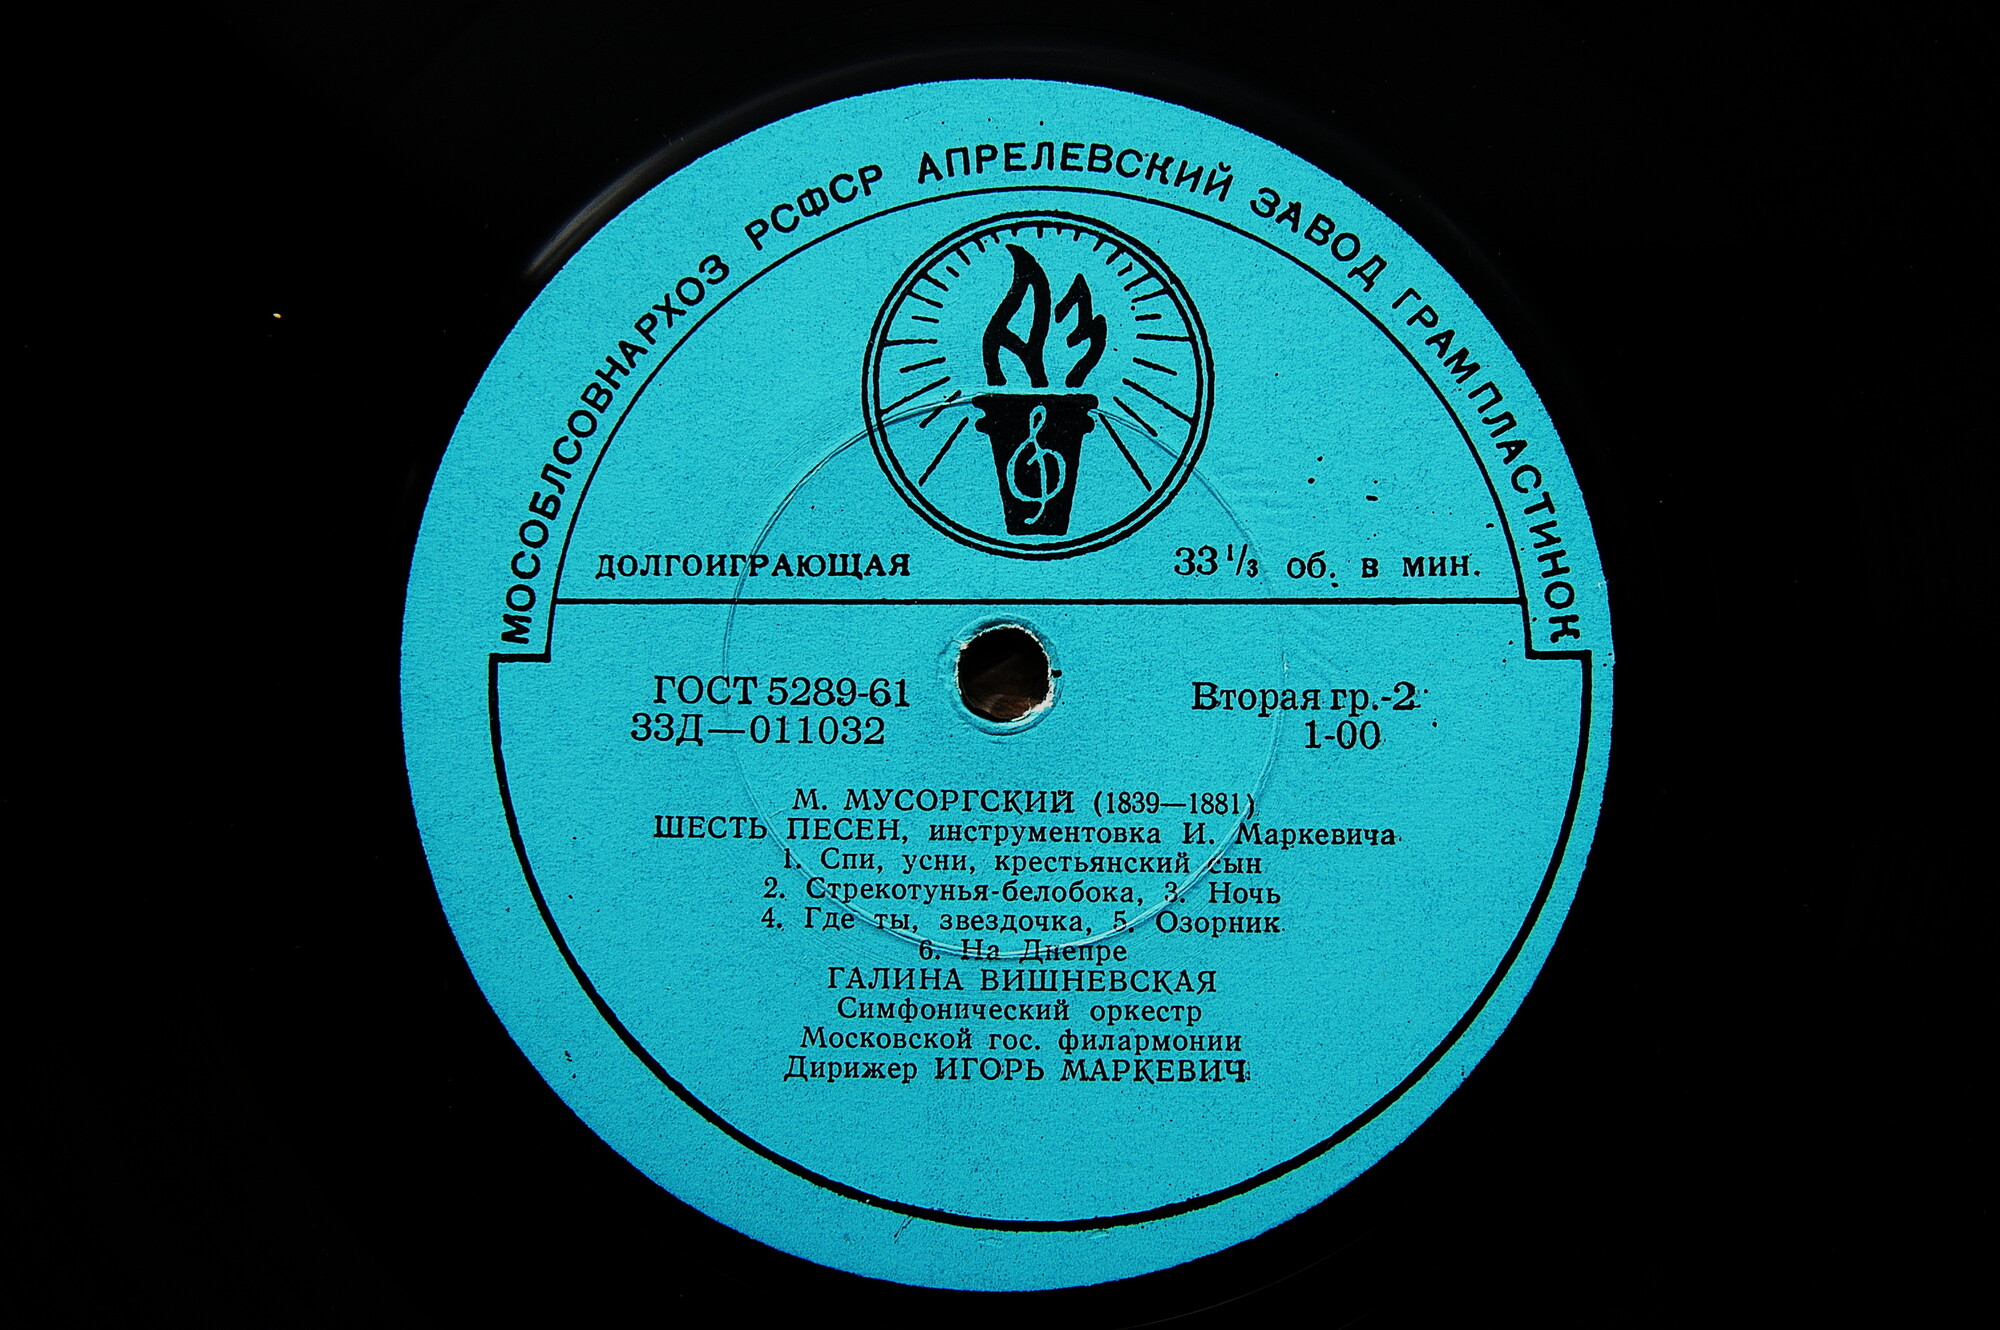 МОСОБЛСОВНАРХОЗ РСФСР АПРЕЛЕВСКИЙ ЗАВОД ГРАМПЛАСТИНОК
АЗ
ДОЛГОИГРАЮЩАЯ 33 1/3 об. в мин.
ГОСТ 5289-61 Вторая гр.-2
33Д—011032 1-00
М. МУСОРГСКИЙ (1839—1881)
ШЕСТЬ ПЕСЕН, инструментовка И. Маркевича
1. Спи, усни, крестьянский сын
2. Стрекотунья-белобока, 3. Ночь
4. Где ты, звездочка, 5. Озорник
6. На Днепре
ГАЛИНА ВИШНЕВСКАЯ
Симфонический оркестр
Московской гос. филармонии
Дирижер ИГОРЬ МАРКЕВИЧ